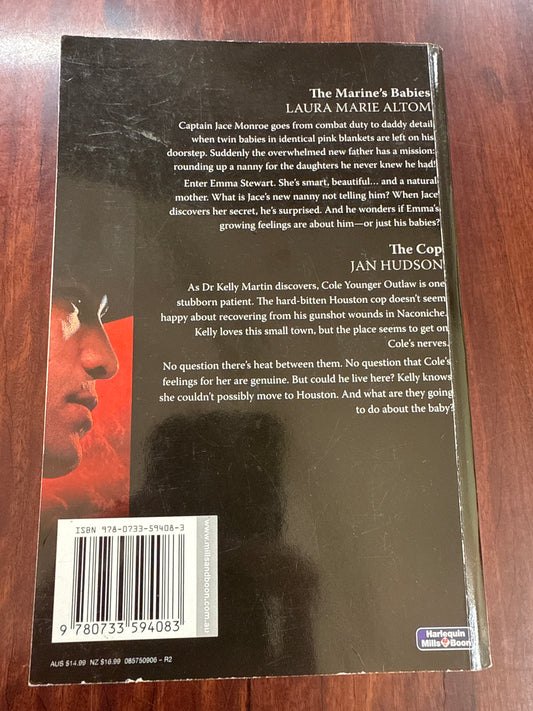 The Marine's Babies
LAURA MARIE ALTOM
Captain Jace Monroe goes from combat duty to daddy detail
when twin babies in identical pink blankets are left on his
doorstep. Suddenly the overwhelmed new father has a mission:
rounding up a nanny for the daughters he never knew he had!
Enter Emma Stewart. She's smart, beautiful… and a natural
mother. What is Jace's new nanny not telling him? When Jace
discovers her secret, he's surprised. And he wonders if Emma's
growing feelings are about him—or just his babies?
The Cop
JAN HUDSON
As Dr Kelly Martin discovers, Cole Younger Outlaw is one
stubborn patient. The hard-bitten Houston cop doesn't seem
happy about recovering from his gunshot wounds in Naconiche.
Kelly loves this small town, but the place seems to get on
Cole's nerves.
No question there's heat between them. No question that Cole's
feelings for her are genuine. But could he live here? Kelly knows
she couldn't possibly move to Houston. And what are they going
to do about the baby?
ISBN 978-0733-59408-3
9 780733 594083
www.millsandboon.com.au
AUS $14.99 NZ $16.99 085750906 – R2
Harlequin
Mills & Boon